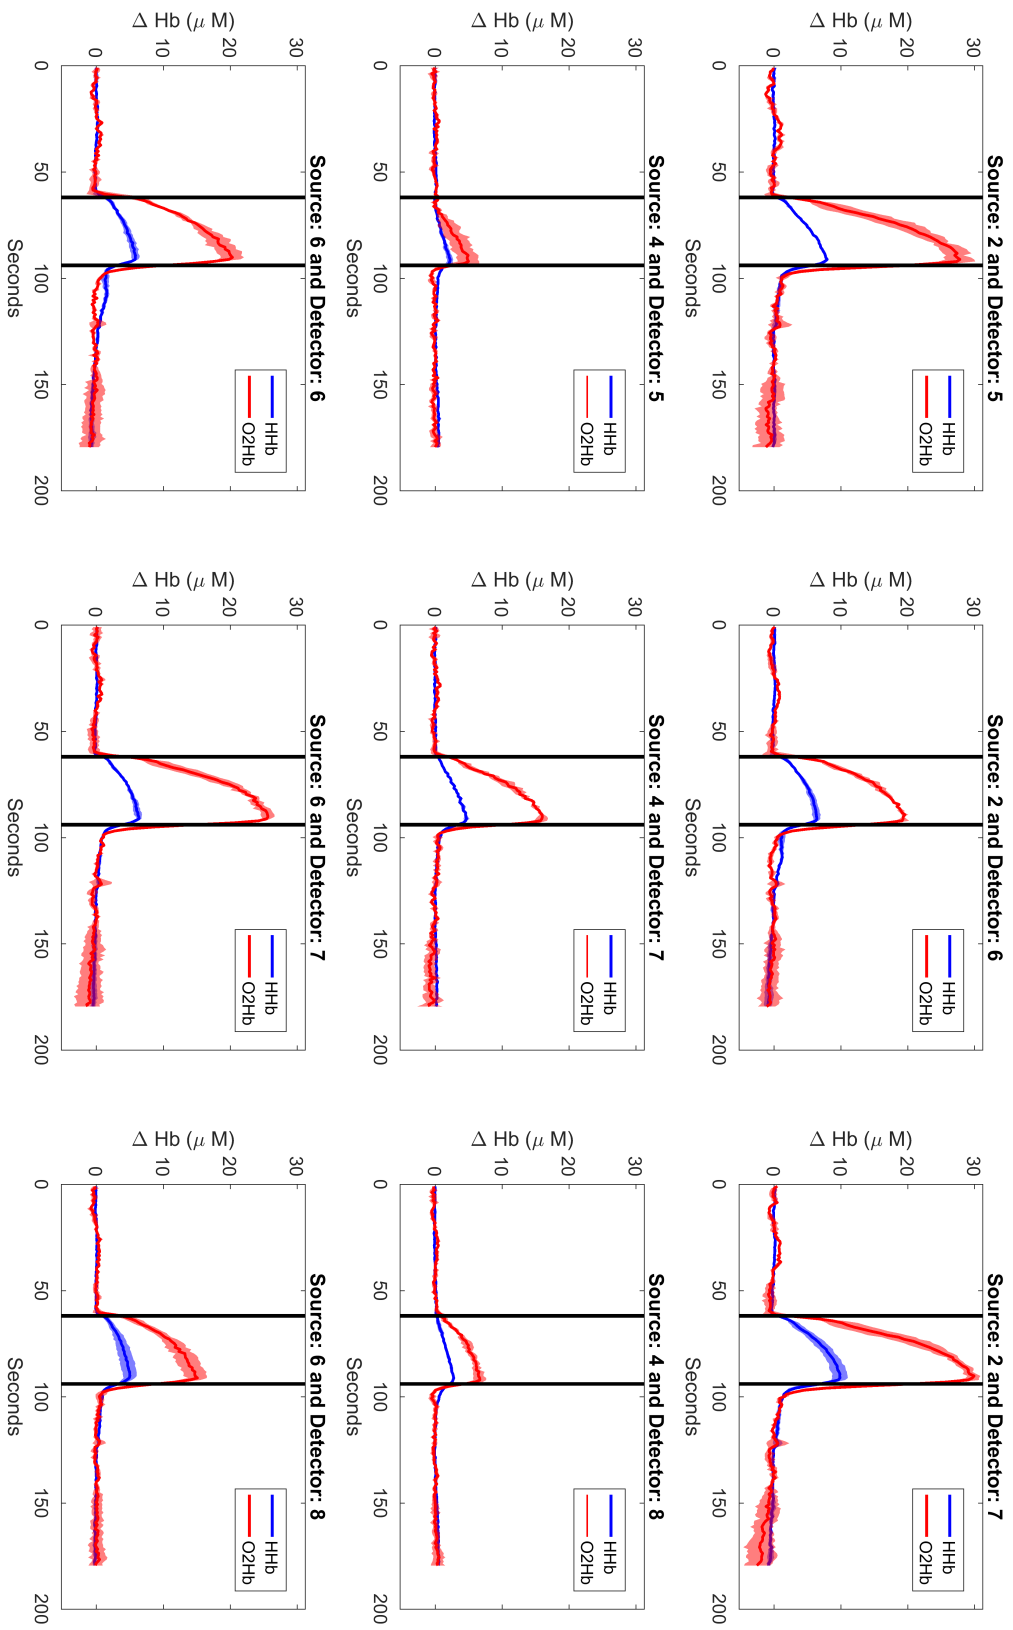 Source: 2 and Detector: 5
Δ Hb (μ M)
30
20
10
0
0
50
100
150
200
Seconds
HHb
O2Hb
Source: 2 and Detector: 6
Δ Hb (μ M)
30
20
10
0
0
50
100
150
200
Seconds
HHb
O2Hb
Source: 2 and Detector: 7
Δ Hb (μ M)
30
20
10
0
0
50
100
150
200
Seconds
HHb
O2Hb
Source: 4 and Detector: 5
Δ Hb (μ M)
30
20
10
0
0
50
100
150
200
Seconds
HHb
O2Hb
Source: 4 and Detector: 7
Δ Hb (μ M)
30
20
10
0
0
50
100
150
200
Seconds
HHb
O2Hb
Source: 4 and Detector: 8
Δ Hb (μ M)
30
20
10
0
0
50
100
150
200
Seconds
HHb
O2Hb
Source: 6 and Detector: 6
Δ Hb (μ M)
30
20
10
0
0
50
100
150
200
Seconds
HHb
O2Hb
Source: 6 and Detector: 7
Δ Hb (μ M)
30
20
10
0
0
50
100
150
200
Seconds
HHb
O2Hb
Source: 6 and Detector: 8
Δ Hb (μ M)
30
20
10
0
0
50
100
150
200
Seconds
HHb
O2Hb